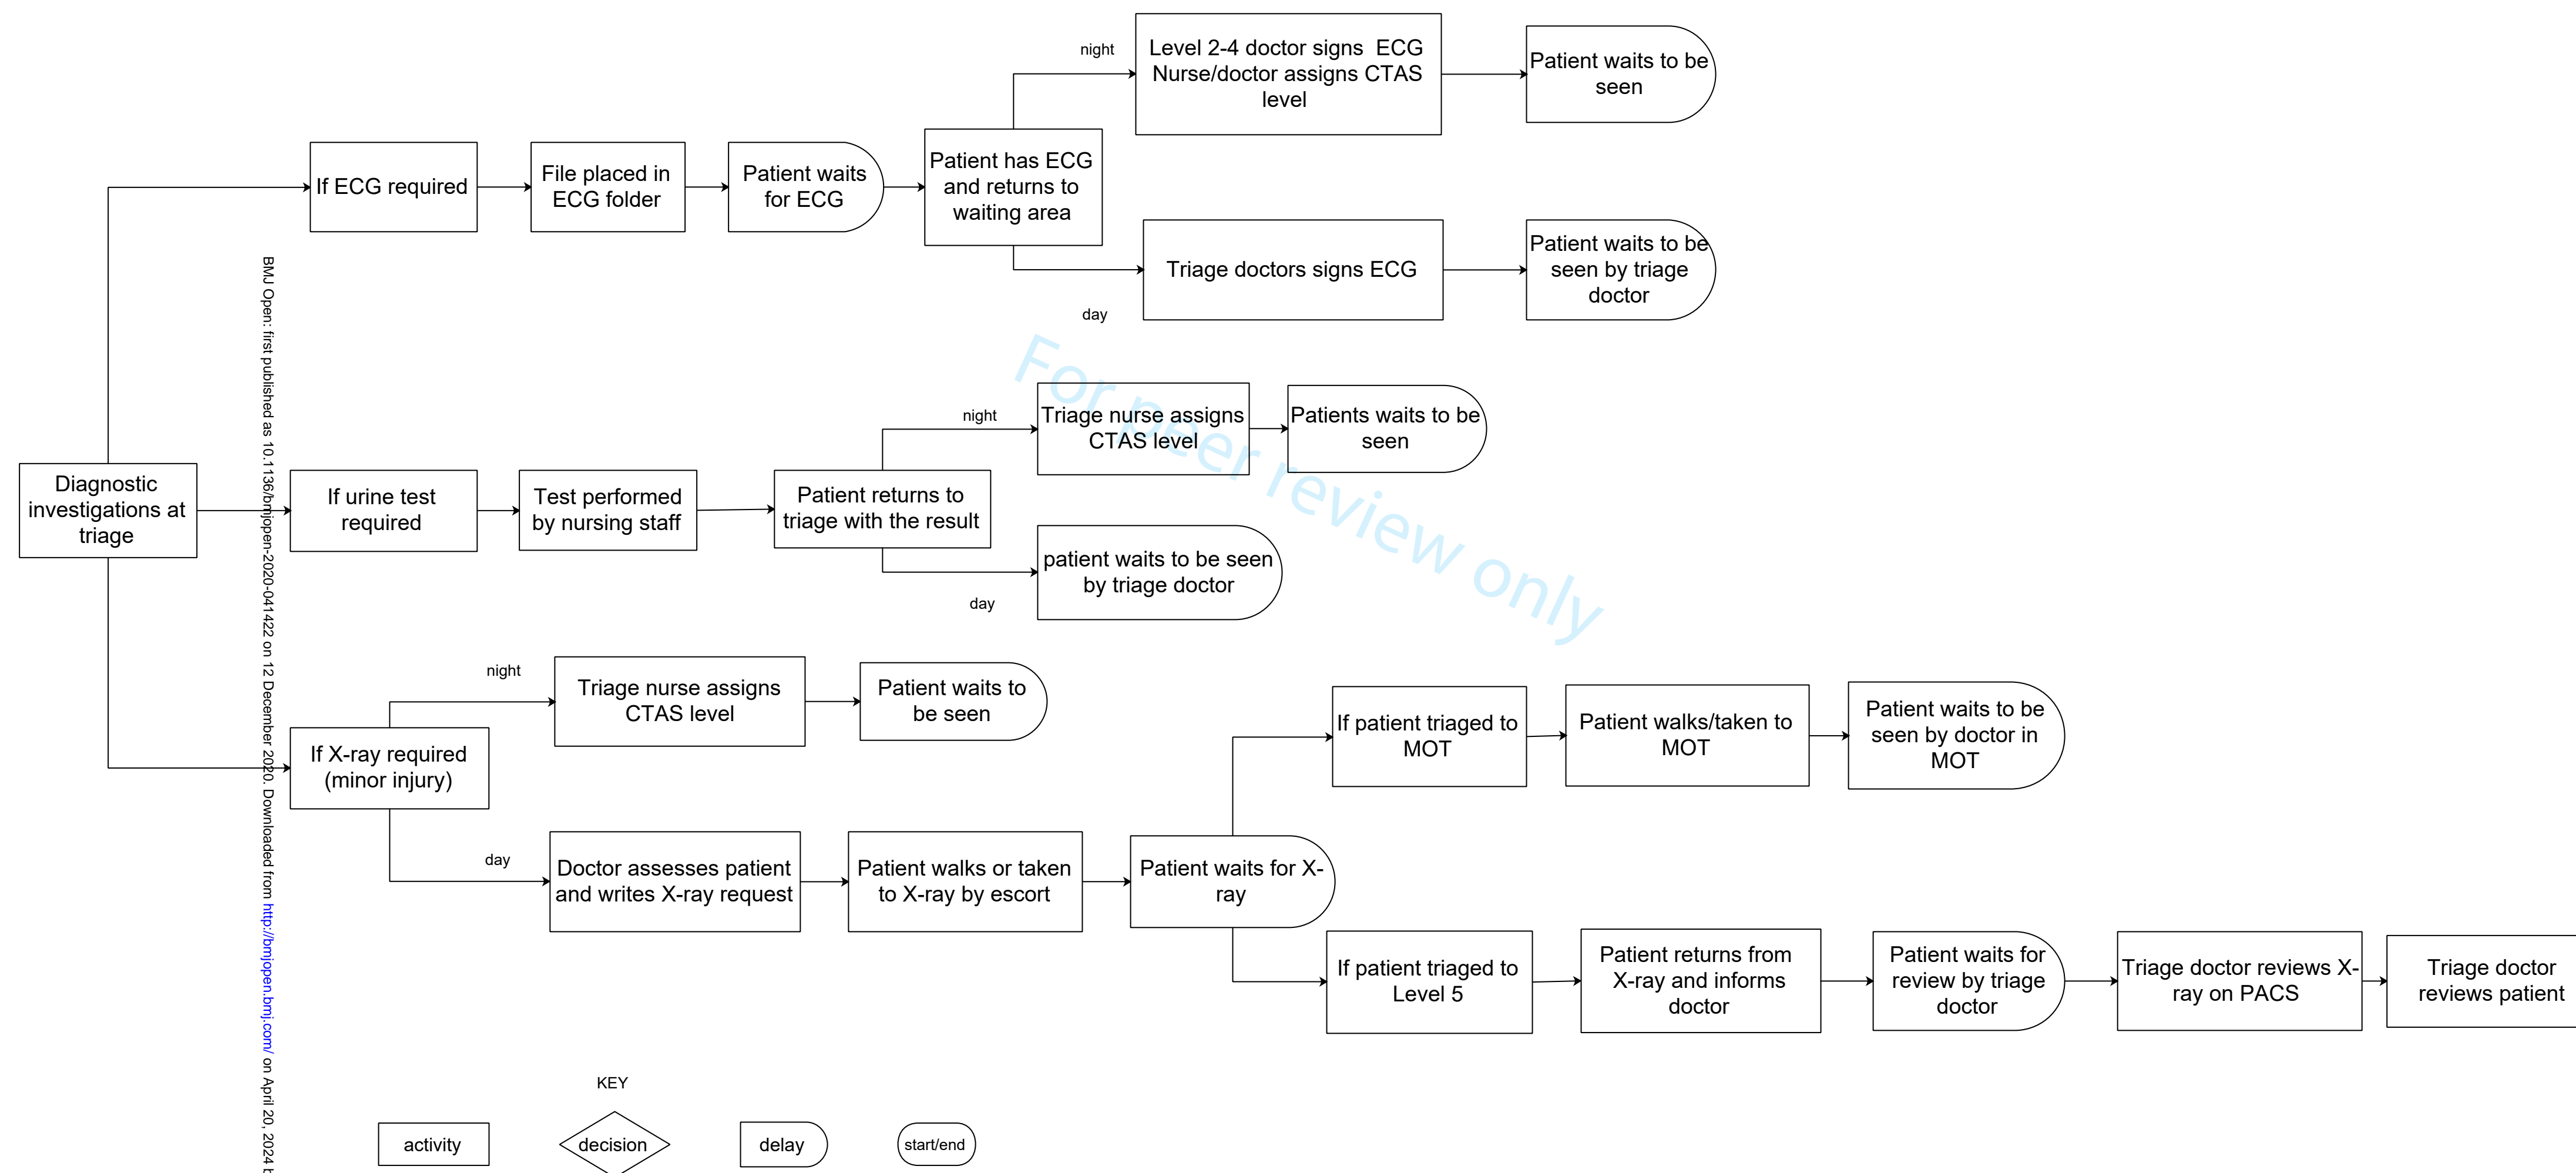 night
Level 2-4 doctor signs ECG
Nurse/doctor assigns CTAS
level
Patient waits to be
seen
If ECG required
File placed in
ECG folder
Patient waits
for ECG
Patient has ECG
and returns to
waiting area
Triage doctors signs ECG
Patient waits to be
seen by triage
doctor
day
Diagnostic
investigations at
triage
If urine test
required
Test performed
by nursing staff
Patient returns to
triage with the result
night
Triage nurse assigns
CTAS level
Patients waits to be
seen
patient waits to be seen
by triage doctor
day
If X-ray required
(minor injury)
night
Triage nurse assigns
CTAS level
Patient waits to
be seen
day
Doctor assesses patient
and writes X-ray request
Patient walks or taken
to X-ray by escort
Patient waits for X-
ray
If patient triaged to
MOT
Patient walks/taken to
MOT
Patient waits to be
seen by doctor in
MOT
If patient triaged to
Level 5
Patient returns from
X-ray and informs
doctor
Patient waits for
review by triage
doctor
Triage doctor reviews X-
ray on PACS
Triage doctor
reviews patient
KEY
activity
decision
delay
start/end
For peer review only
BMJ Open: first published as 10.1136/bmjopen-2020-041422 on 12 December 2020. Downloaded from http://bmjopen.bmj.com/ on April 20, 2024 b